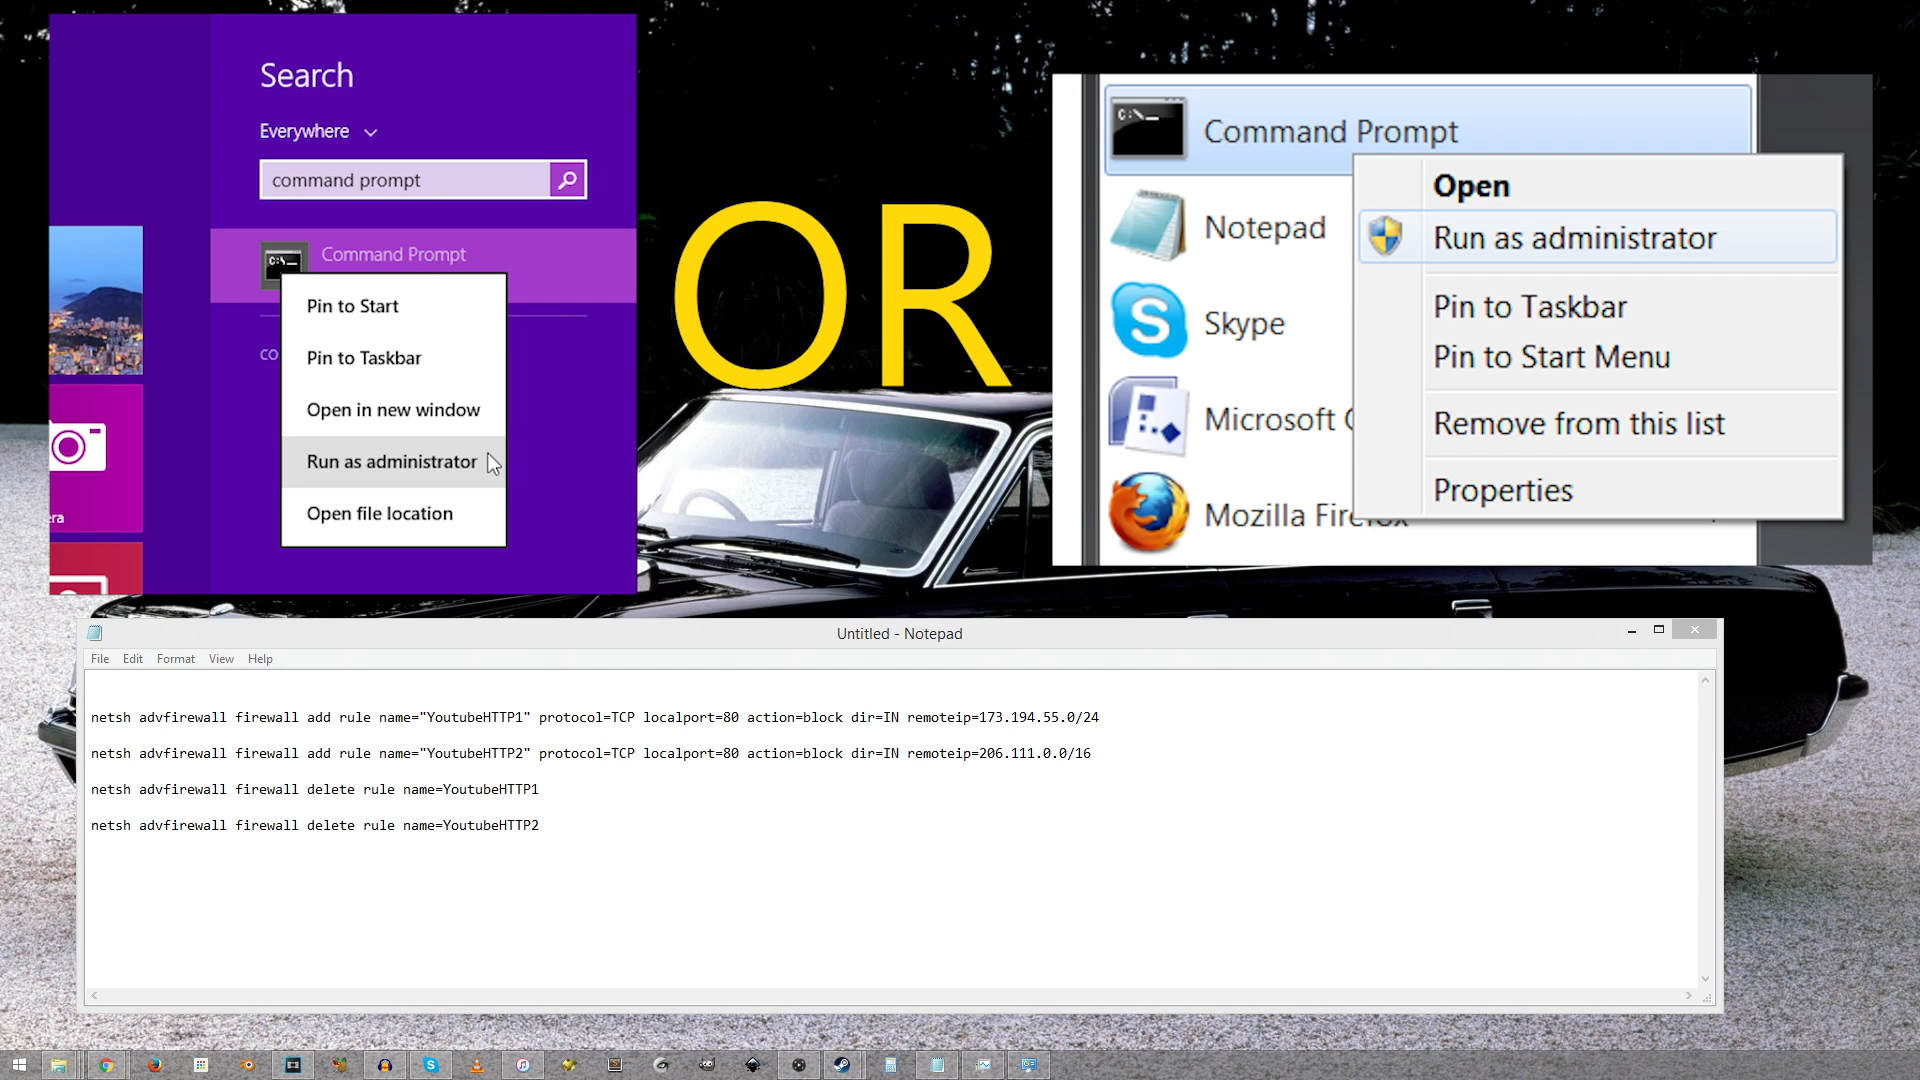 Search
Everywhere
command prompt
Command Prompt
Pin to Start
Pin to Taskbar
co
Open in new window
Run as administrator
Open file location
era
OR
Command Prompt
Open
Notepad
Run as administrator
Pin to Taskbar
Skype
Pin to Start Menu
Microsoft
Remove from this list
Properties
Mozilla Firefox
Untitled - Notepad
File Edit Format View Help
netsh advfirewall firewall add rule name="YoutubeHTTP1" protocol=TCP localport=80 action=block dir=IN remoteip=173.194.55.0/24
netsh advfirewall firewall add rule name="YoutubeHTTP2" protocol=TCP localport=80 action=block dir=IN remoteip=206.111.0.0/16
netsh advfirewall firewall delete rule name=YoutubeHTTP1
netsh advfirewall firewall delete rule name=YoutubeHTTP2